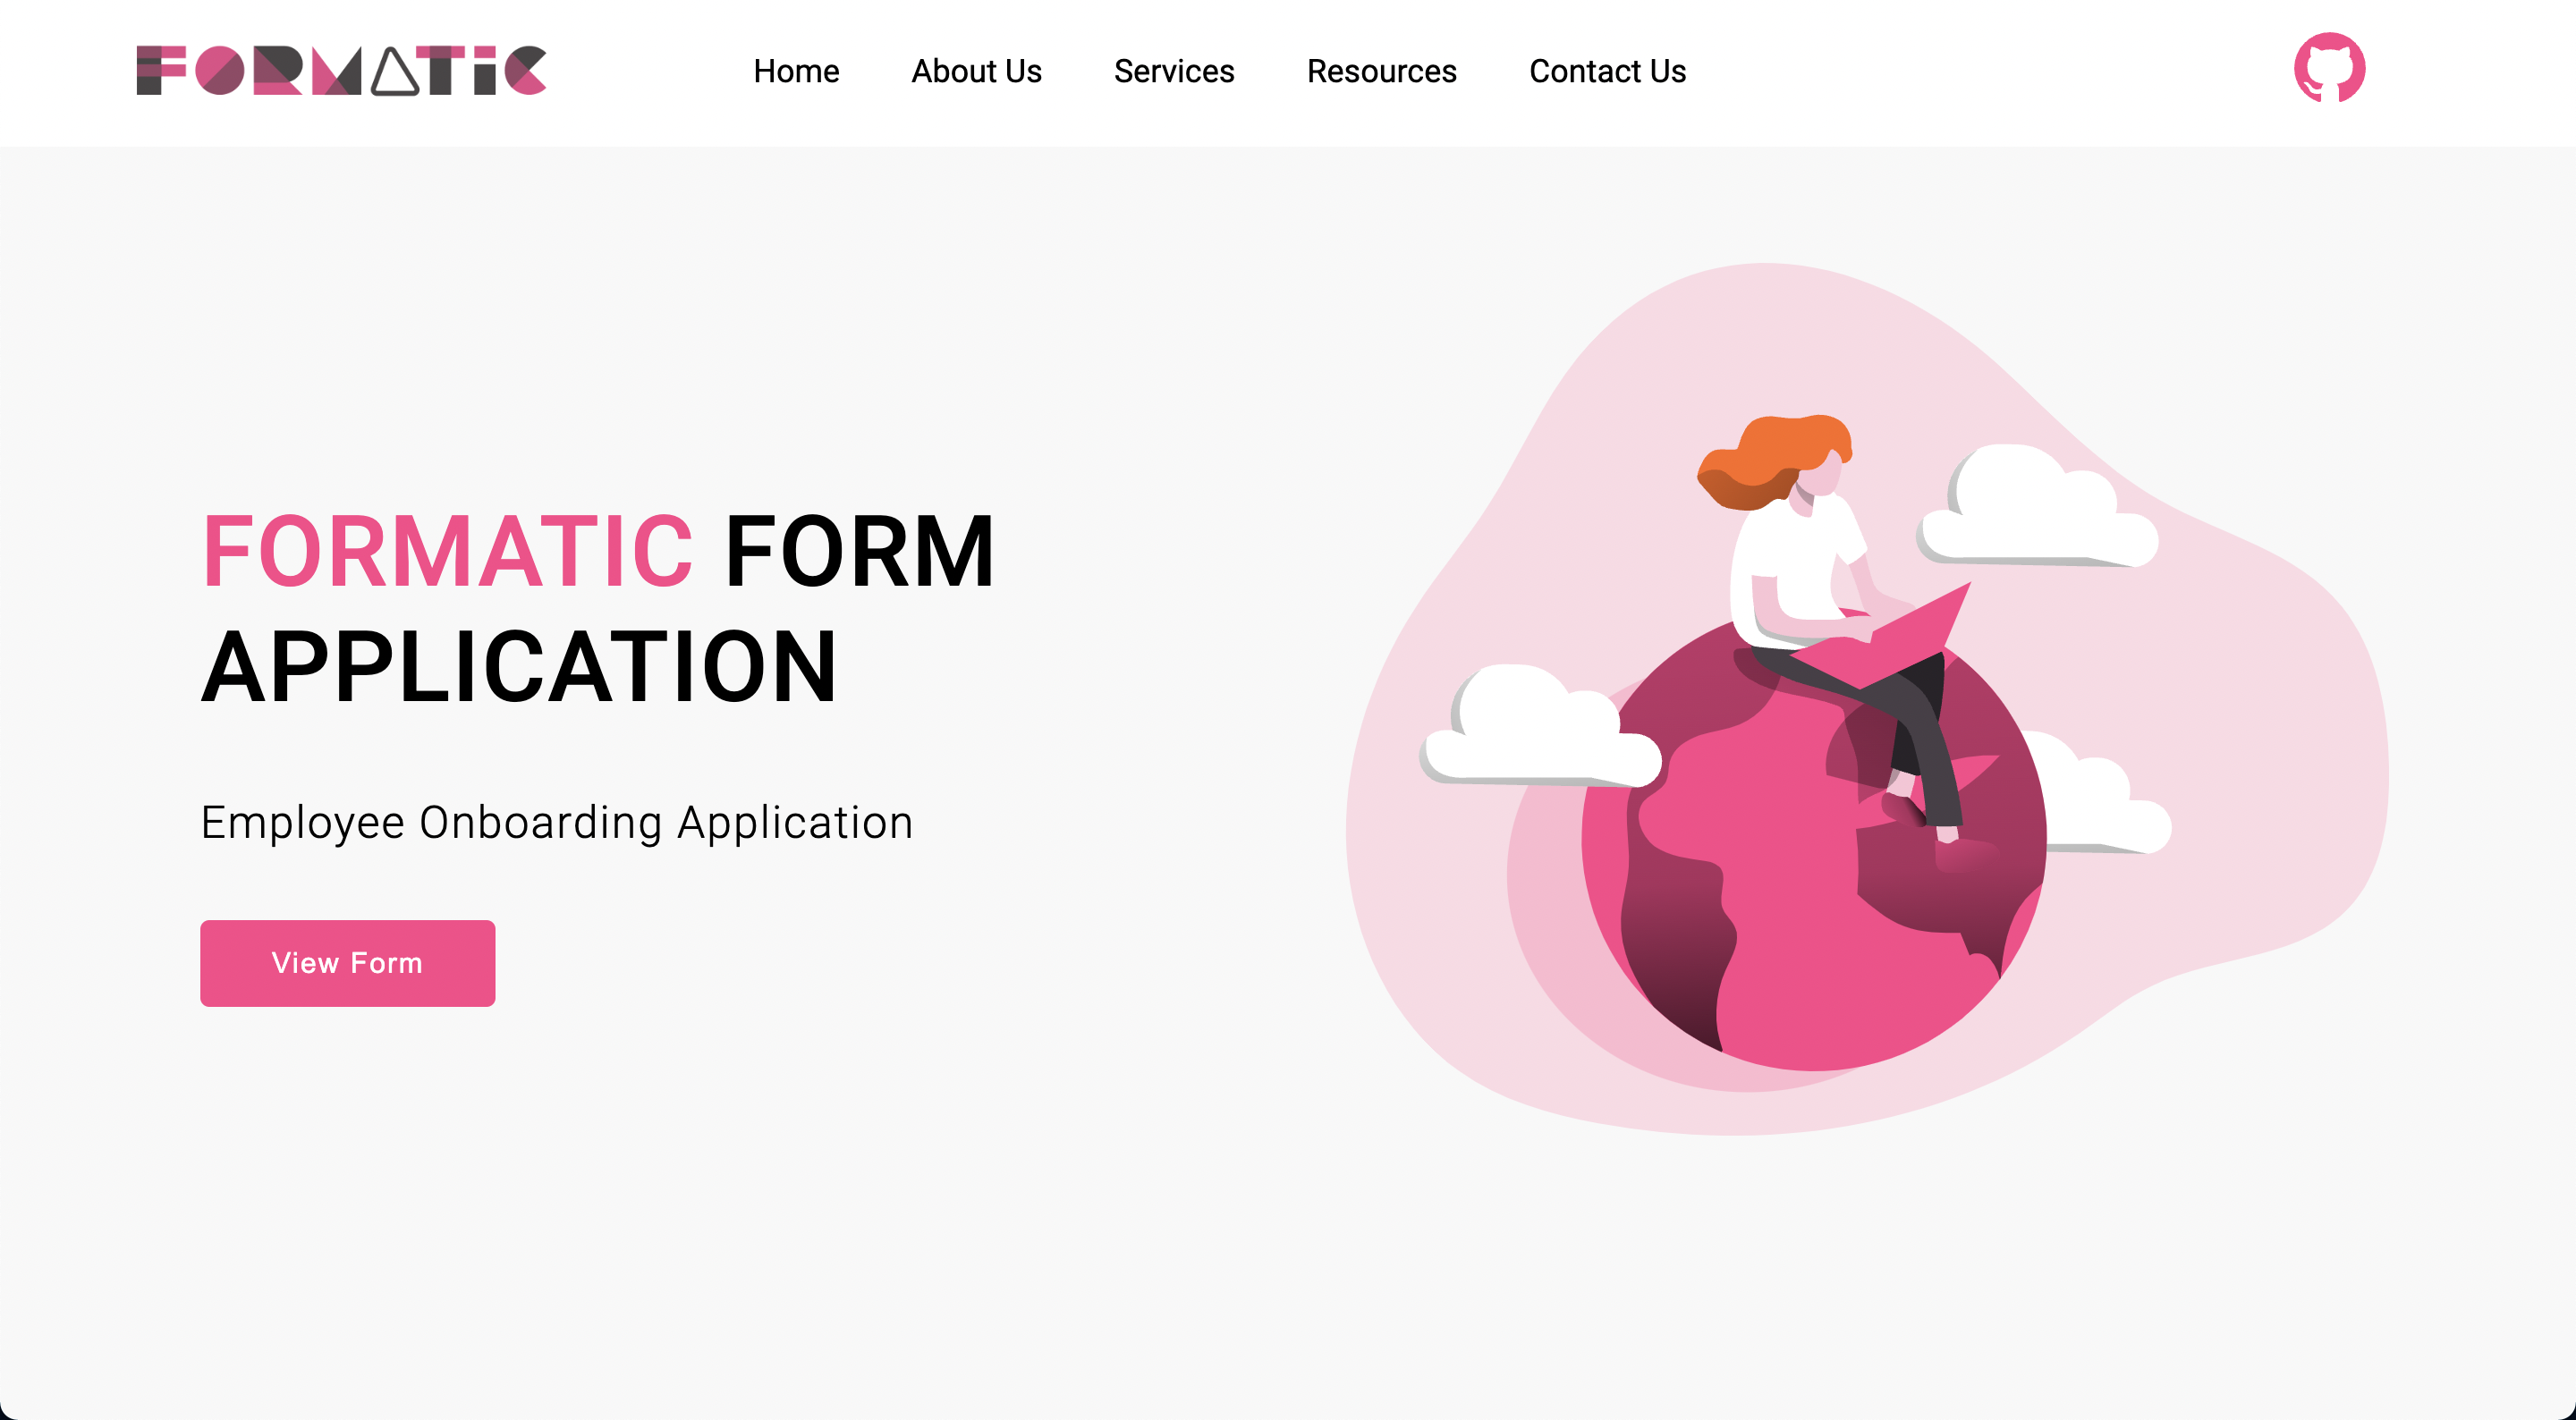 FORMATiC
Home About Us Services Resources Contact Us
FORMATIC FORM
APPLICATION
Employee Onboarding Application
View Form